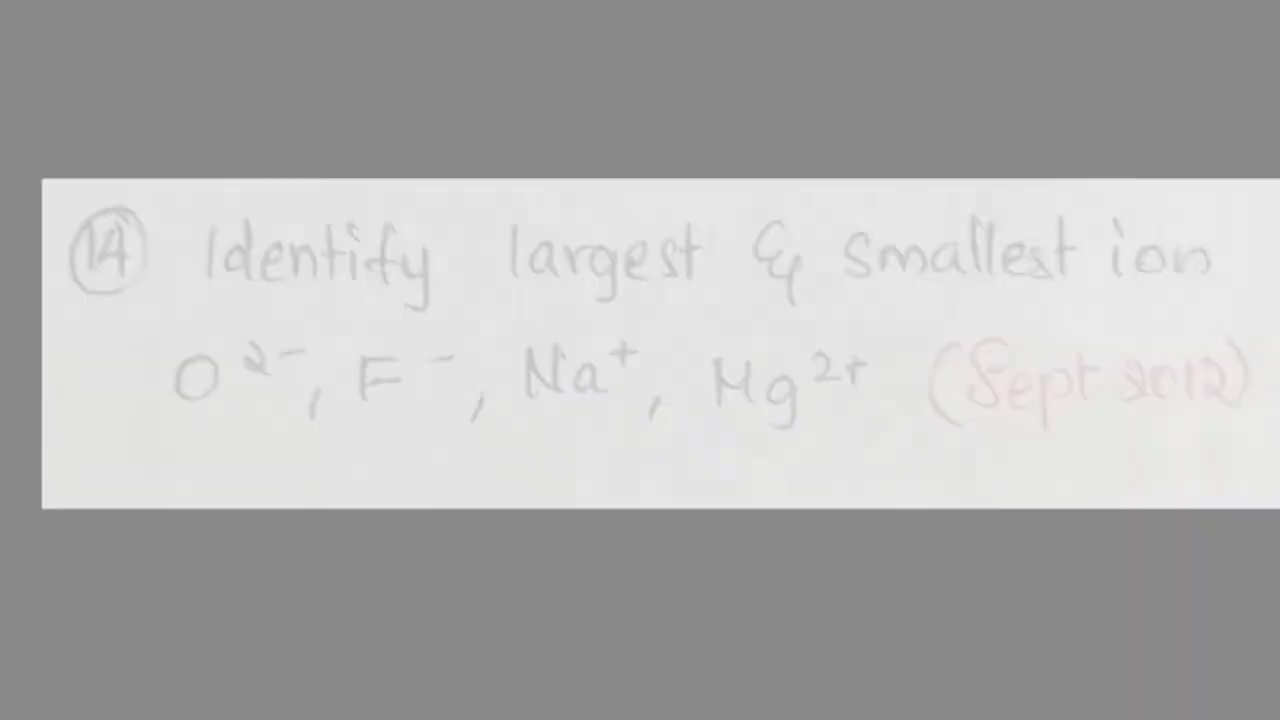 14 Identify largest & smallest ion
O²⁻, F⁻, Na⁺, Mg²⁺ (Sept 2012)